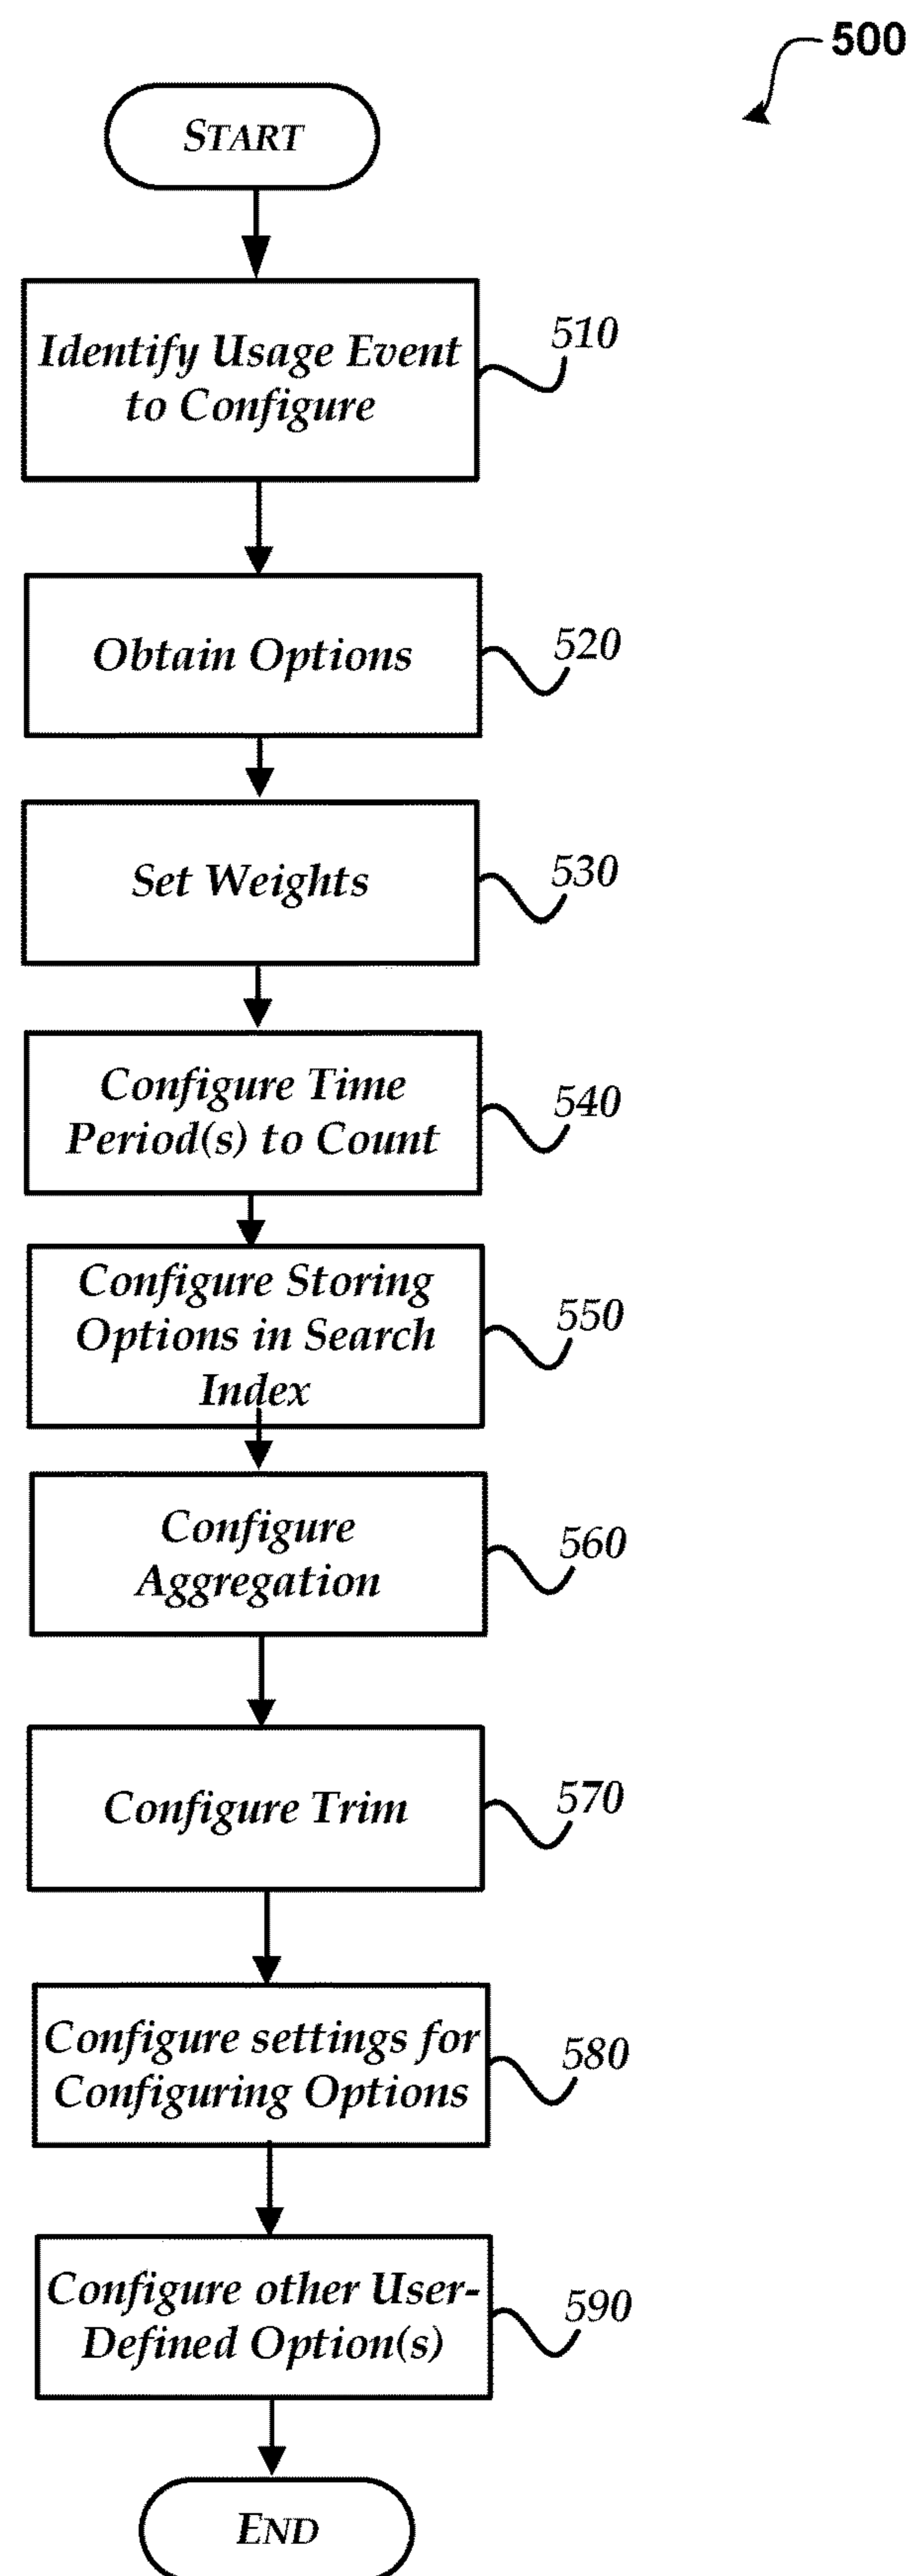 500
START
Identify Usage Event
to Configure
510
Obtain Options
520
Set Weights
530
Configure Time
Period(s) to Count
540
Configure Storing
Options in Search
Index
550
Configure
Aggregation
560
Configure Trim
570
Configure settings for
Configuring Options
580
Configure other User-
Defined Option(s)
590
END